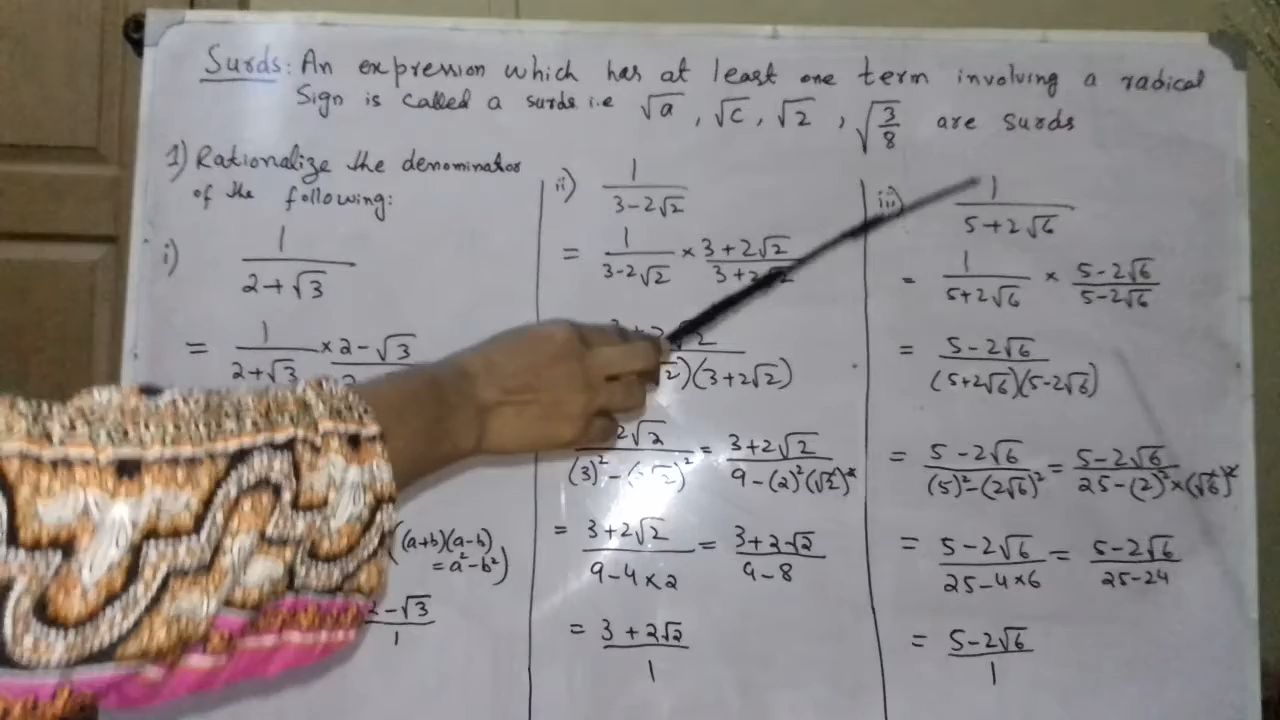 Surds: An expression which has at least one term involving a radical
Sign is called a surds i.e √a, √c, √2, √3/8 are surds
1) Rationalize the denominator
of the following:
i) 1/(2+√3)
= 1/(2+√3) × 2-√3
(a+b)(a-b)
= a²-b²)
2-√3/1
ii) 1/(3-2√2)
= 1/(3-2√2) × (3+2√2)/(3+2√2)
)(3+2√2)
2√2/(3)²-( )² = (3+2√2)/(9-(2)²(√2)²)
= (3+2√2)/(9-4×2) = (3+2√2)/(9-8)
= (3+2√2)/1
iii) 1/(5+2√6)
= 1/(5+2√6) × (5-2√6)/(5-2√6)
= (5-2√6)/(5+2√6)(5-2√6)
= (5-2√6)/((5)²-(2√6)²) = (5-2√6)/(25-(2)²×(√6)²)
= (5-2√6)/(25-4×6) = (5-2√6)/(25-24)
= (5-2√6)/1